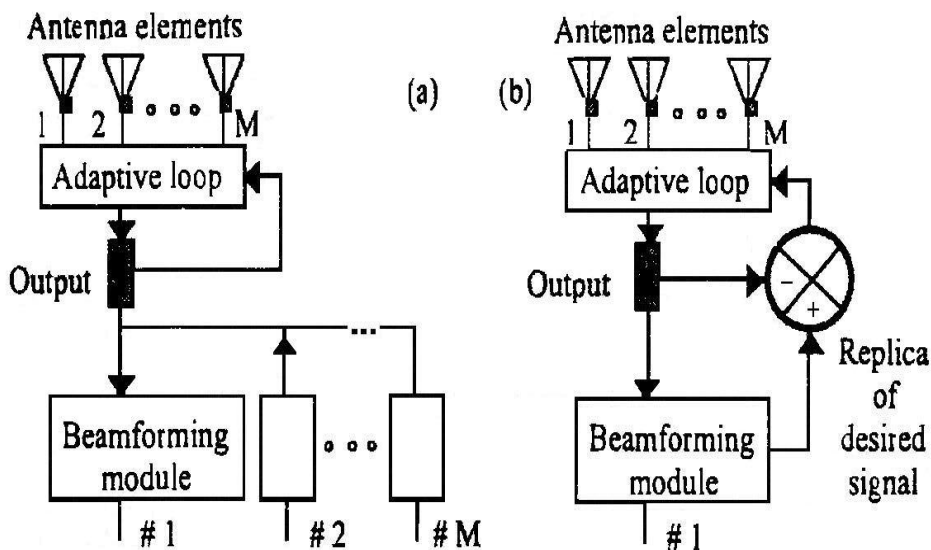 Antenna elements
1 2 M
Adaptive loop
Output
Beamforming
module
# 1 # 2 # M
(a)
(b)
Antenna elements
1 2 M
Adaptive loop
Output
-
+
Replica
of
desired
signal
Beamforming
module
# 1